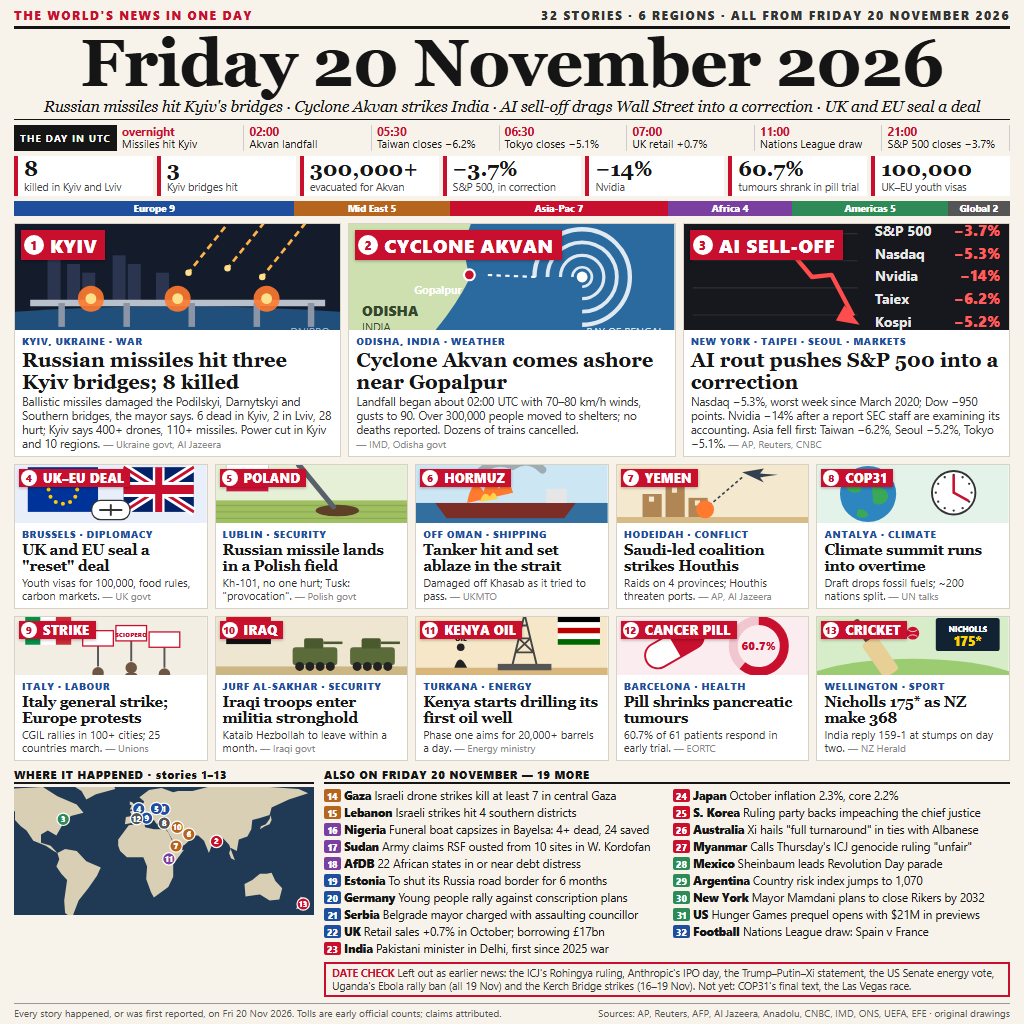 THE WORLD'S NEWS IN ONE DAY
32 STORIES · 6 REGIONS · ALL FROM FRIDAY 20 NOVEMBER 2026
Friday 20 November 2026
Russian missiles hit Kyiv's bridges · Cyclone Akvan strikes India · AI sell-off drags Wall Street into a correction · UK and EU seal a deal
THE DAY IN UTC
overnight
Missiles hit Kyiv
02:00
Akvan landfall
05:30
Taiwan closes −6.2%
06:30
Tokyo closes −5.1%
07:00
UK retail +0.7%
11:00
Nations League draw
21:00
S&P 500 closes −3.7%
8
killed in Kyiv and Lviv
3
Kyiv bridges hit
300,000+
evacuated for Akvan
−3.7%
S&P 500, in correction
−14%
Nvidia
60.7%
tumours shrank in pill trial
100,000
UK–EU youth visas
Europe 9
Mid East 5
Asia-Pac 7
Africa 4
Americas 5
Global 2
1 KYIV
KYIV, UKRAINE · WAR
Russian missiles hit three
Kyiv bridges; 8 killed
Ballistic missiles damaged the Podilskyi, Darnytskyi and
Southern bridges, the mayor says. 6 dead in Kyiv, 2 in Lviv, 28
hurt; Kyiv says 400+ drones, 110+ missiles. Power cut in Kyiv
and 10 regions. — Ukraine govt, Al Jazeera
2 CYCLONE AKVAN
Gopalpur
ODISHA
INDIA
BAY OF BENGAL
ODISHA, INDIA · WEATHER
Cyclone Akvan comes ashore
near Gopalpur
Landfall began about 02:00 UTC with 70–80 km/h winds,
gusts to 90. Over 300,000 people moved to shelters; no
deaths reported. Dozens of trains cancelled.
— IMD, Odisha govt
3 AI SELL-OFF
S&P 500 −3.7%
Nasdaq −5.3%
Nvidia −14%
Taiex −6.2%
Kospi −5.2%
NEW YORK · TAIPEI · SEOUL · MARKETS
AI rout pushes S&P 500 into a
correction
Nasdaq −5.3%, worst week since March 2020; Dow −950
points. Nvidia −14% after a report SEC staff are examining its
accounts. Asia fell first: Taiwan −6.2%, Seoul −5.2%, Tokyo
−5.1%. — AP, Reuters, CNBC
4 UK–EU DEAL
BRUSSELS · DIPLOMACY
UK and EU seal a
"reset" deal
Youth visas for 100,000, food rules,
carbon markets. — UK govt
5 POLAND
LUBLIN · SECURITY
Russian missile lands
in a Polish field
Kh-101, no one hurt; Tusk:
"provocation". — Polish govt
6 HORMUZ
OFF OMAN · SHIPPING
Tanker hit and set
ablaze in the strait
Damaged off Khasab as it tried to
pass. — UKMTO
7 YEMEN
HODEIDAH · CONFLICT
Saudi-led coalition
strikes Houthis
Raids on 4 provinces; Houthis
threaten ports. — AP, Al Jazeera
8 COP31
ANTALYA · CLIMATE
Climate summit runs
into overtime
Draft drops fossil fuels; ~200
nations split. — UN talks
9 STRIKE
SCIOPERO
ITALY · LABOUR
Italy general strike;
Europe protests
CGIL rallies in 100+ cities; 25
countries march. — Unions
10 IRAQ
JURF AL-SAKHAR · SECURITY
Iraqi troops enter
militia stronghold
Kataib Hezbollah to leave within a
month. — Iraqi govt
11 KENYA OIL
TURKANA · ENERGY
Kenya starts drilling its
first oil well
Phase one aims for 20,000+ barrels
a day. — Energy ministry
12 CANCER PILL
60.7%
BARCELONA · HEALTH
Pill shrinks pancreatic
tumours
60.7% of 61 patients respond in
early trial. — EORTC
13 CRICKET
NICHOLLS
175*
WELLINGTON · SPORT
Nicholls 175* as NZ
make 368
India reply 159-1 at stumps on day
two. — NZ Herald
WHERE IT HAPPENED · stories 1–13
3
4
5
12
9
8
10
6
7
11
2
13
ALSO ON FRIDAY 20 NOVEMBER — 19 MORE
14 Gaza Israeli drone strikes kill at least 7 in central Gaza
15 Lebanon Israeli strikes hit 4 southern districts
16 Nigeria Funeral boat capsizes in Bayelsa: 4+ dead, 24 saved
17 Sudan Army claims RSF ousted from 10 sites in W. Kordofan
18 AfDB 22 African states in or near debt distress
19 Estonia To shut its Russia road border for 6 months
20 Germany Young people rally against conscription plans
21 Serbia Belgrade mayor charged with assaulting councillor
22 UK Retail sales +0.7% in October; borrowing £17bn
23 India Pakistani minister in Delhi, first since 2025 war
24 Japan October inflation 2.3%, core 2.2%
25 S. Korea Ruling party backs impeaching the chief justice
26 Australia Xi hails "full turnaround" in ties with Albanese
27 Myanmar Calls Thursday's ICJ genocide ruling "unfair"
28 Mexico Sheinbaum leads Revolution Day parade
29 Argentina Country risk index jumps to 1,070
30 New York Mayor Mamdani plans to close Rikers by 2032
31 US Hunger Games prequel opens with $21M in previews
32 Football Nations League draw: Spain v France
DATE CHECK Left out as earlier news: the ICJ's Rohingya ruling, Anthropic's IPO day, the Trump–Putin–Xi statement, the US Senate energy vote,
Uganda's Ebola rally ban (all 19 Nov) and the Kerch Bridge strikes (16–19 Nov). Not yet: COP31's final text, the Las Vegas race.
Every story happened, or was first reported, on Fri 20 Nov 2026. Tolls are early official counts; claims attributed.
Sources: AP, Reuters, AFP, Al Jazeera, Anadolu, CNBC, IMD, ONS, UEFA, EFE · original drawings